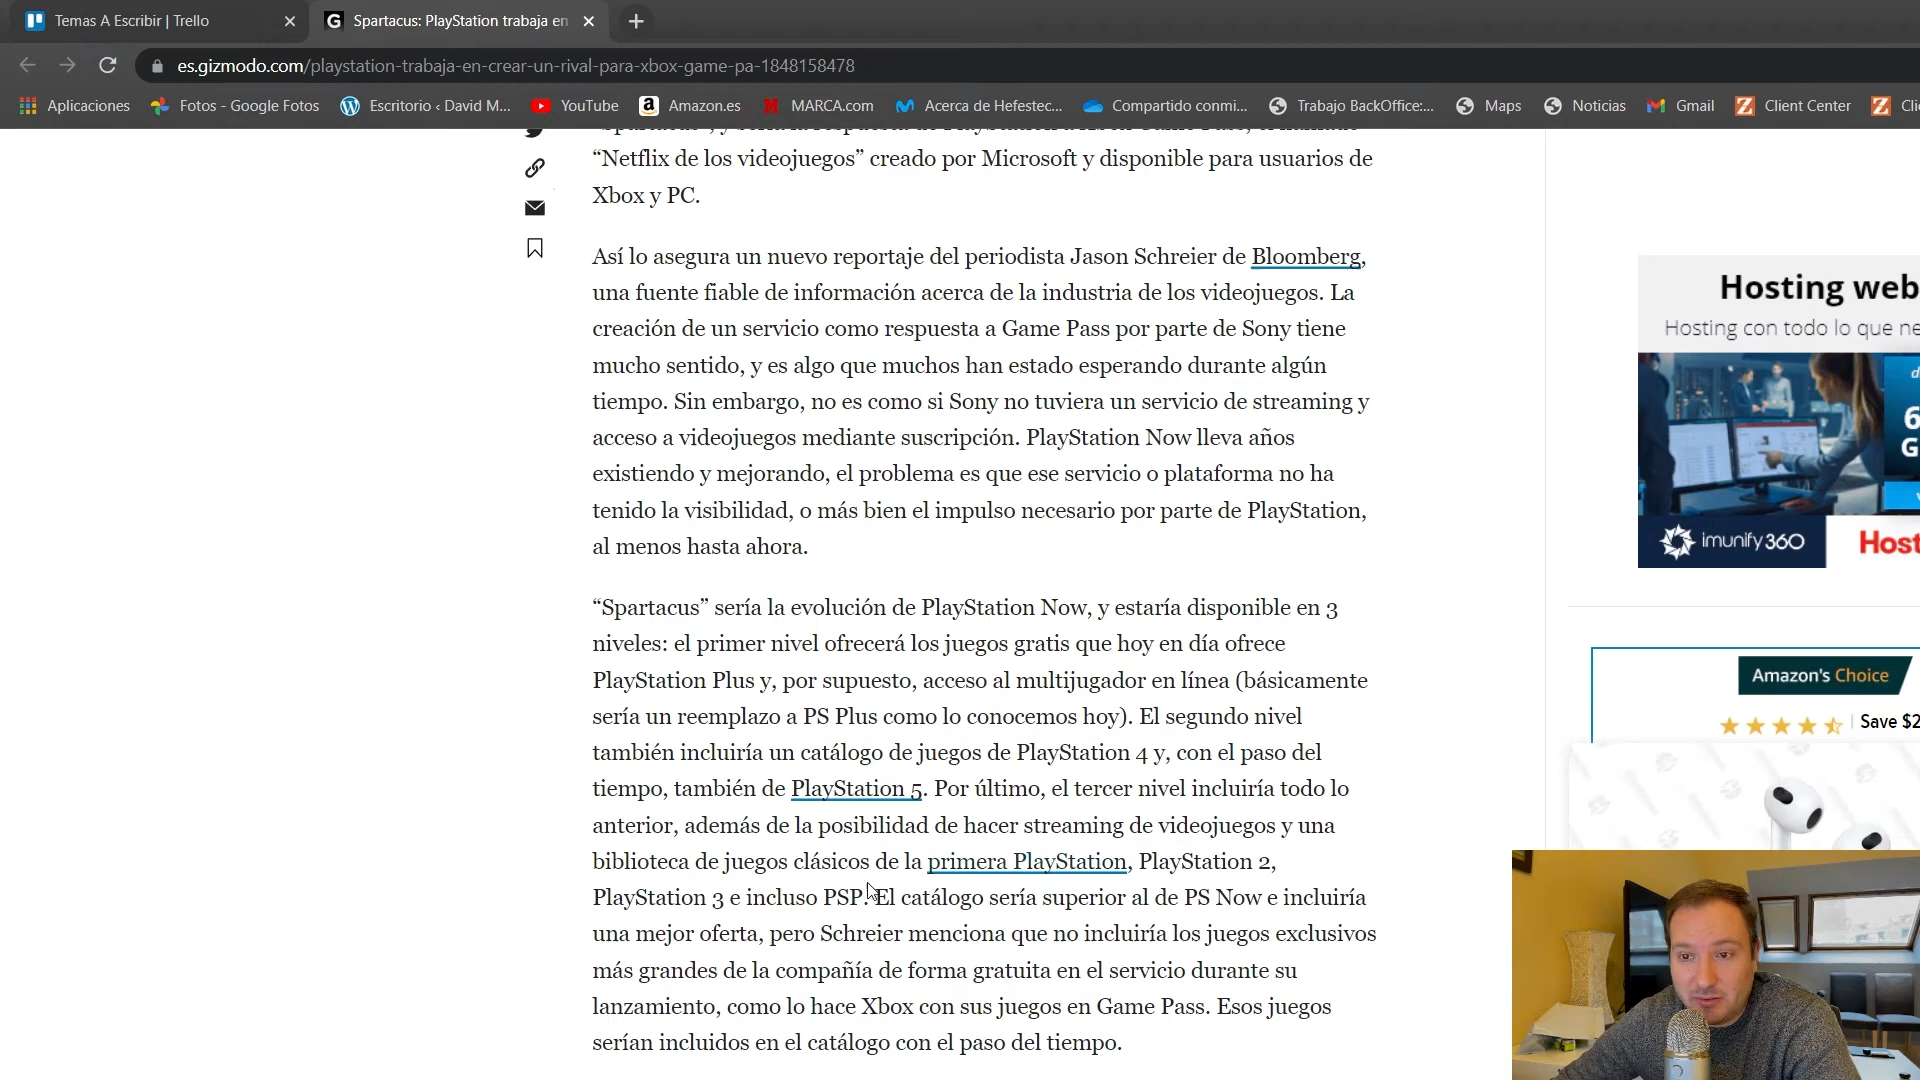 Temas A Escribir | Trello
Spartacus: PlayStation trabaja en
es.gizmodo.com/playstation-trabaja-en-crear-un-rival-para-xbox-game-pa-1848158478
Aplicaciones
Fotos - Google Fotos
Escritorio ‹ David M...
YouTube
Amazon.es
MARCA.com
Acerca de Hefestec...
Compartido conmi...
Trabajo BackOffice:...
Maps
Noticias
Gmail
Client Center
Cli
“Netflix de los videojuegos” creado por Microsoft y disponible para usuarios de
Xbox y PC.
Así lo asegura un nuevo reportaje del periodista Jason Schreier de Bloomberg,
una fuente fiable de información acerca de la industria de los videojuegos. La
creación de un servicio como respuesta a Game Pass por parte de Sony tiene
mucho sentido, y es algo que muchos han estado esperando durante algún
tiempo. Sin embargo, no es como si Sony no tuviera un servicio de streaming y
acceso a videojuegos mediante suscripción. PlayStation Now lleva años
existiendo y mejorando, el problema es que ese servicio o plataforma no ha
tenido la visibilidad, o más bien el impulso necesario por parte de PlayStation,
al menos hasta ahora.
“Spartacus” sería la evolución de PlayStation Now, y estaría disponible en 3
niveles: el primer nivel ofrecerá los juegos gratis que hoy en día ofrece
PlayStation Plus y, por supuesto, acceso al multijugador en línea (básicamente
sería un reemplazo a PS Plus como lo conocemos hoy). El segundo nivel
también incluiría un catálogo de juegos de PlayStation 4 y, con el paso del
tiempo, también de PlayStation 5. Por último, el tercer nivel incluiría todo lo
anterior, además de la posibilidad de hacer streaming de videojuegos y una
biblioteca de juegos clásicos de la primera PlayStation, PlayStation 2,
PlayStation 3 e incluso PSP. El catálogo sería superior al de PS Now e incluiría
una mejor oferta, pero Schreier menciona que no incluiría los juegos exclusivos
más grandes de la compañía de forma gratuita en el servicio durante su
lanzamiento, como lo hace Xbox con sus juegos en Game Pass. Esos juegos
serían incluidos en el catálogo con el paso del tiempo.
Hosting web
Hosting con todo lo que ne
d
6
G
imunify360
Host
Amazon's Choice
Save $2